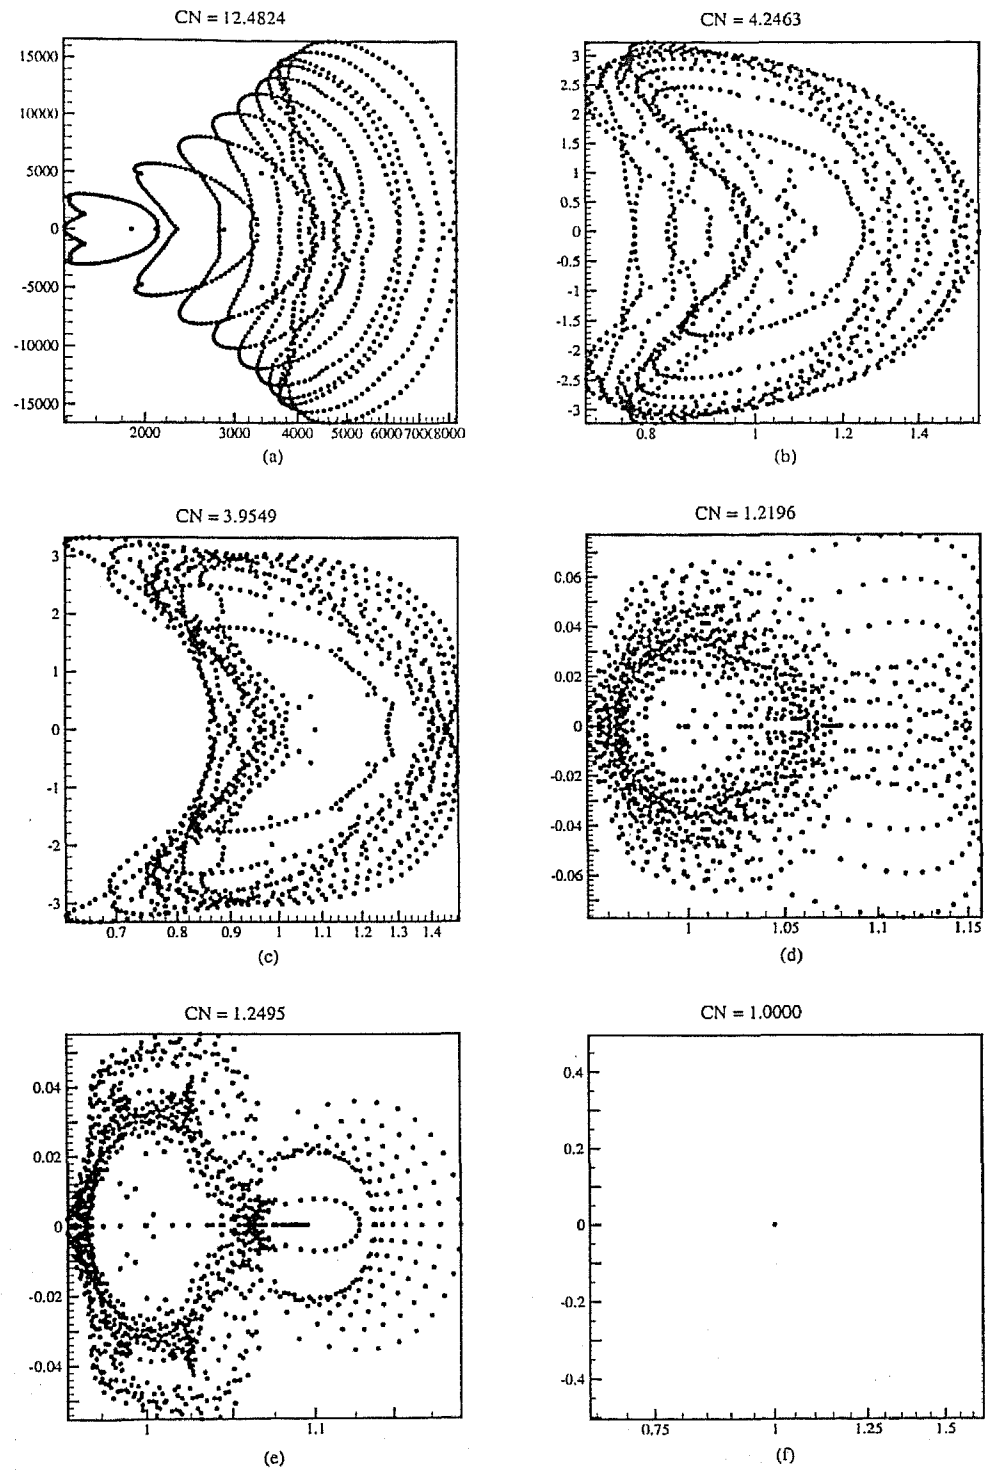 CN = 12.4824
CN = 4.2463
15000
10000
5000
0
-5000
-10000
-15000
2000 3000 4000 5000 6000 7000 8000
(a)
3
2.5
2
1.5
1
0.5
0
-0.5
-1
-1.5
-2
-2.5
-3
0.8 1 1.2 1.4
(b)
CN = 3.9549
CN = 1.2196
3
2
1
0
-1
-2
-3
0.7 0.8 0.9 1 1.1 1.2 1.3 1.4
(c)
0.06
0.04
0.02
0
-0.02
-0.04
-0.06
1 1.05 1.1 1.15
(d)
CN = 1.2495
CN = 1.0000
0.04
0.02
0
-0.02
-0.04
1 1.1
(e)
0.4
0.2
0
-0.2
-0.4
0.75 1 1.25 1.5
(f)